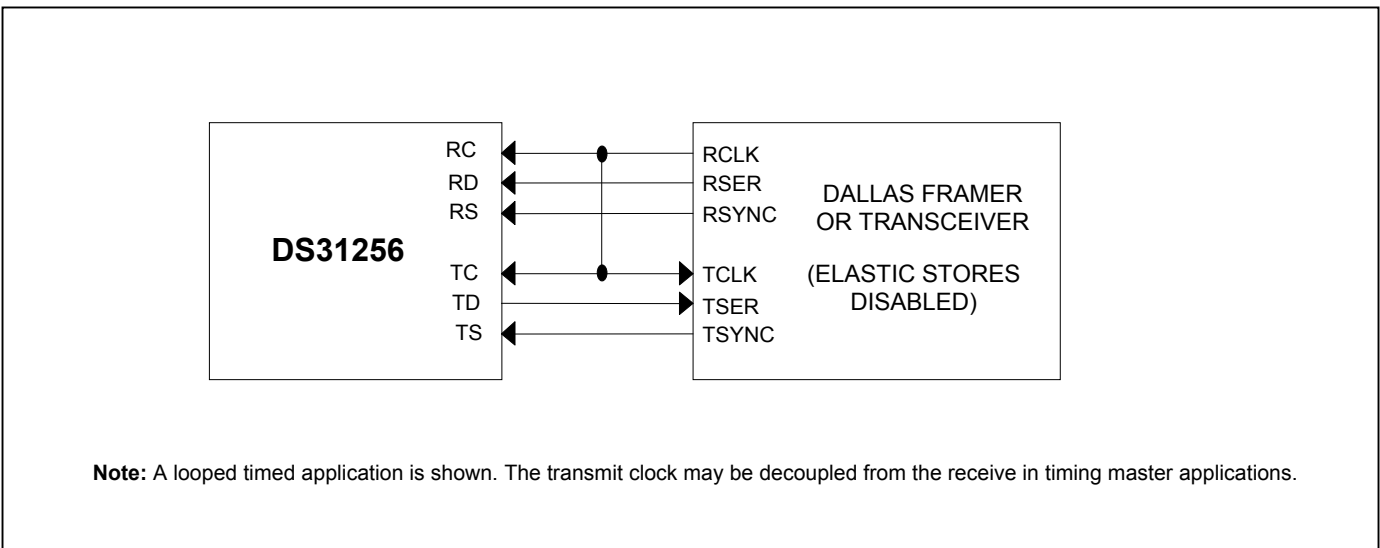 DS31256
RC
RD
RS
TC
TD
TS
RCLK
RSER
RSYNC
TCLK
TSER
TSYNC
DALLAS FRAMER
OR TRANSCEIVER
(ELASTIC STORES
DISABLED)
Note: A looped timed application is shown. The transmit clock may be decoupled from the receive in timing master applications.